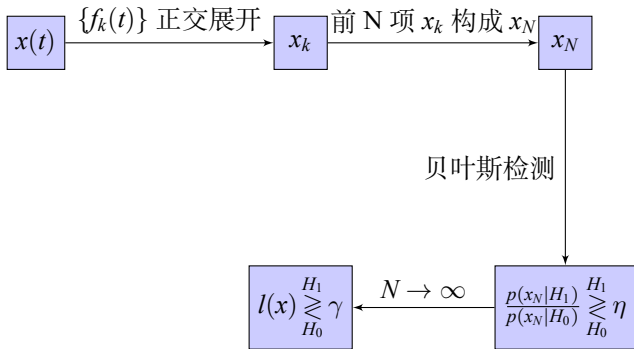 x(t)
{f_k(t)} 正交展开
x_k
前 N 项 x_k 构成 x_N
x_N
贝叶斯检测
p(x_N|H_1)/p(x_N|H_0) ≷^{H_1}_{H_0} η
N → ∞
l(x) ≷^{H_1}_{H_0} γ